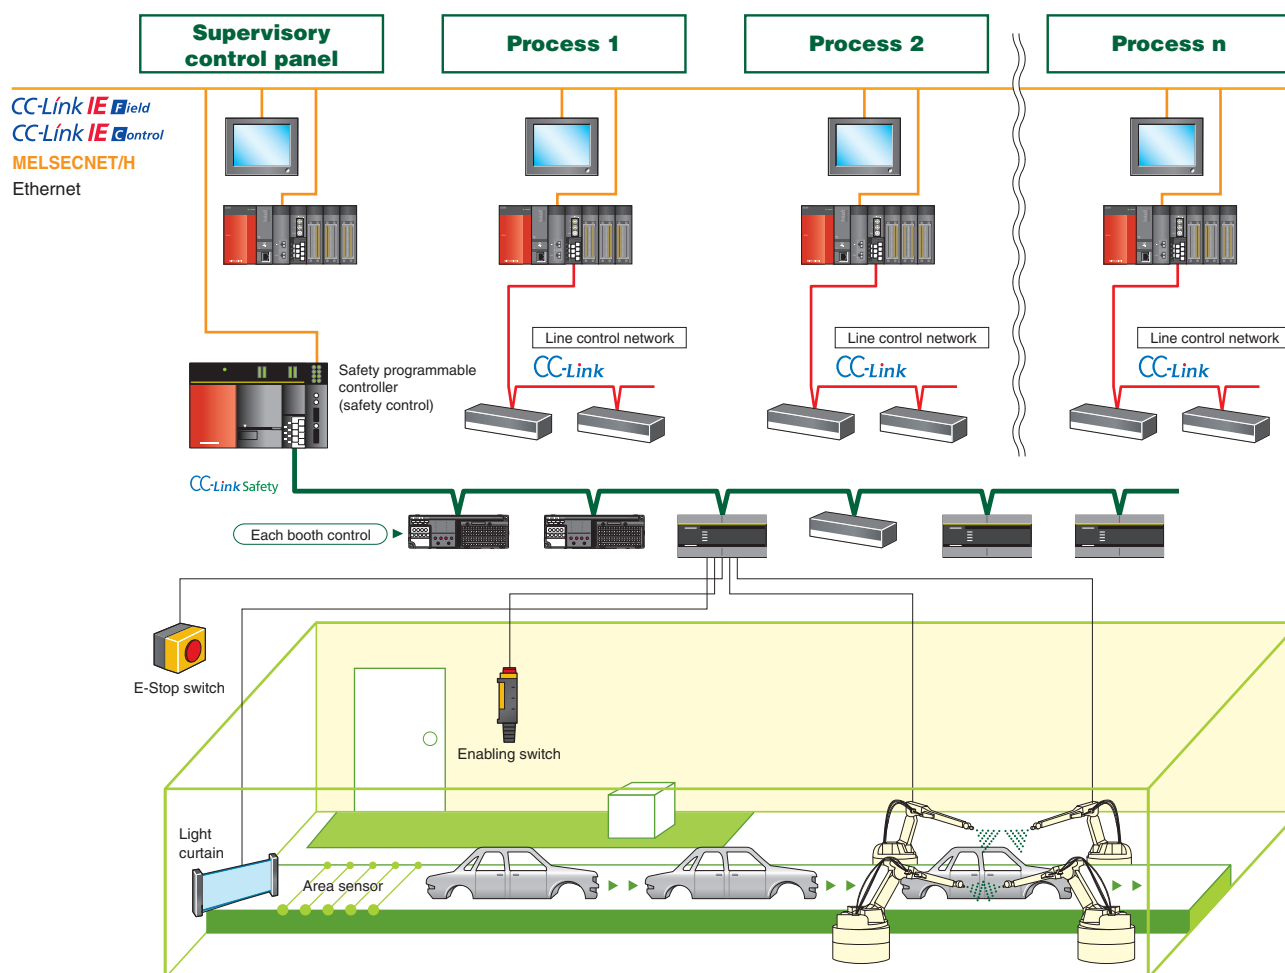 Supervisory
control panel
Process 1
Process 2
Process n
CC-Link IE Field
CC-Link IE Control
MELSECNET/H
Ethernet
Line control network
CC-Link
Line control network
CC-Link
Line control network
CC-Link
Safety programmable
controller
(safety control)
CC-Link Safety
Each booth control
E-Stop switch
Enabling switch
Light
curtain
Area sensor